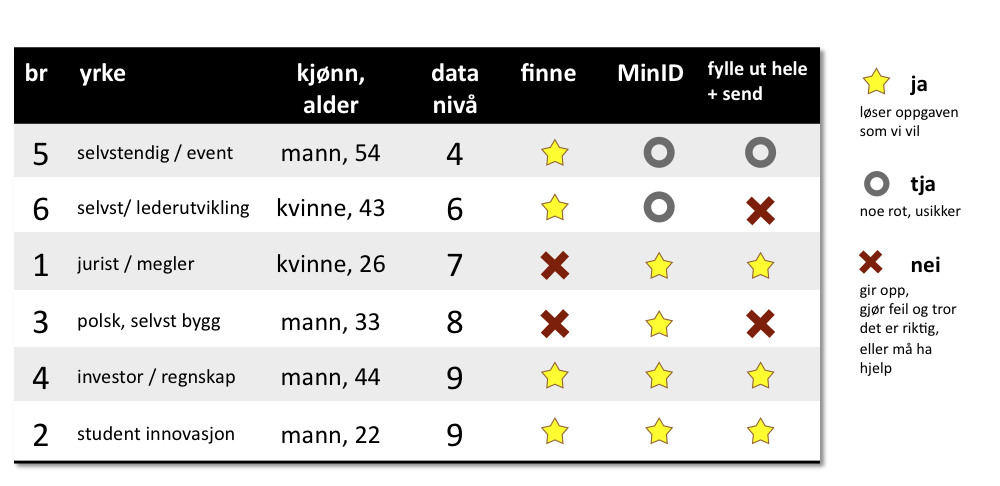 br yrke kjønn, alder data nivå finne MinID fylle ut hele + send
5 selvstendig / event mann, 54 4
6 selvst/ lederutvikling kvinne, 43 6
1 jurist / megler kvinne, 26 7
3 polsk, selvst bygg mann, 33 8
4 investor / regnskap mann, 44 9
2 student innovasjon mann, 22 9
ja
løser oppgaven
som vi vil
tja
noe rot, usikker
nei
gir opp,
gjør feil og tror
det er riktig,
eller må ha
hjelp